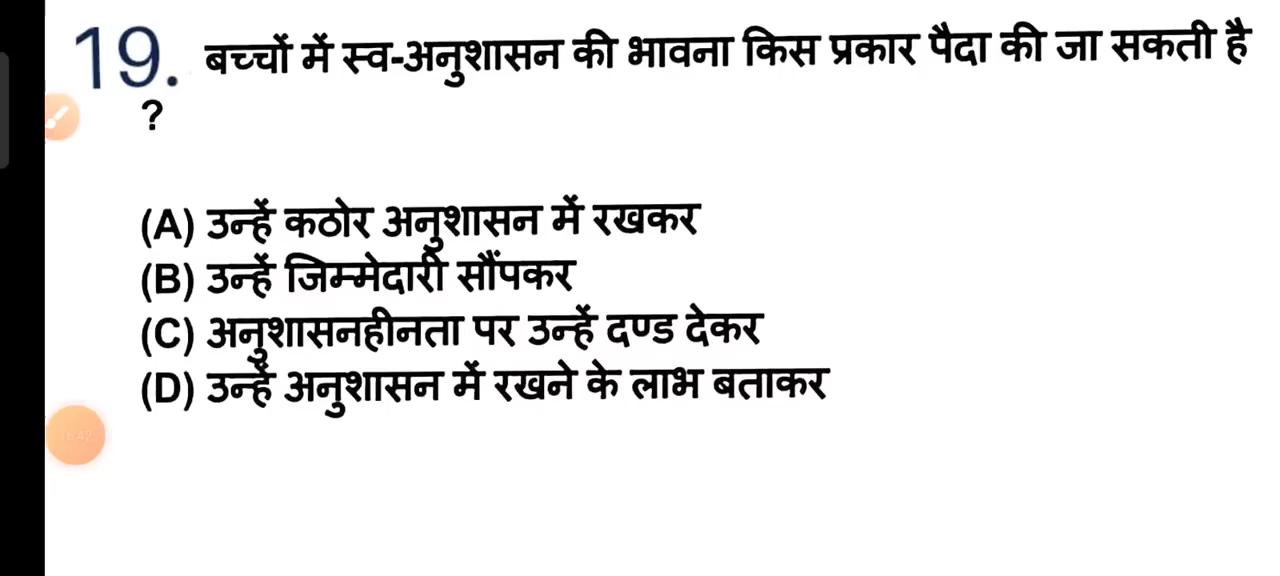 19. बच्चों में स्व-अनुशासन की भावना किस प्रकार पैदा की जा सकती है
?
(A) उन्हें कठोर अनुशासन में रखकर
(B) उन्हें जिम्मेदारी सौंपकर
(C) अनुशासनहीनता पर उन्हें दण्ड देकर
(D) उन्हें अनुशासन में रखने के लाभ बताकर